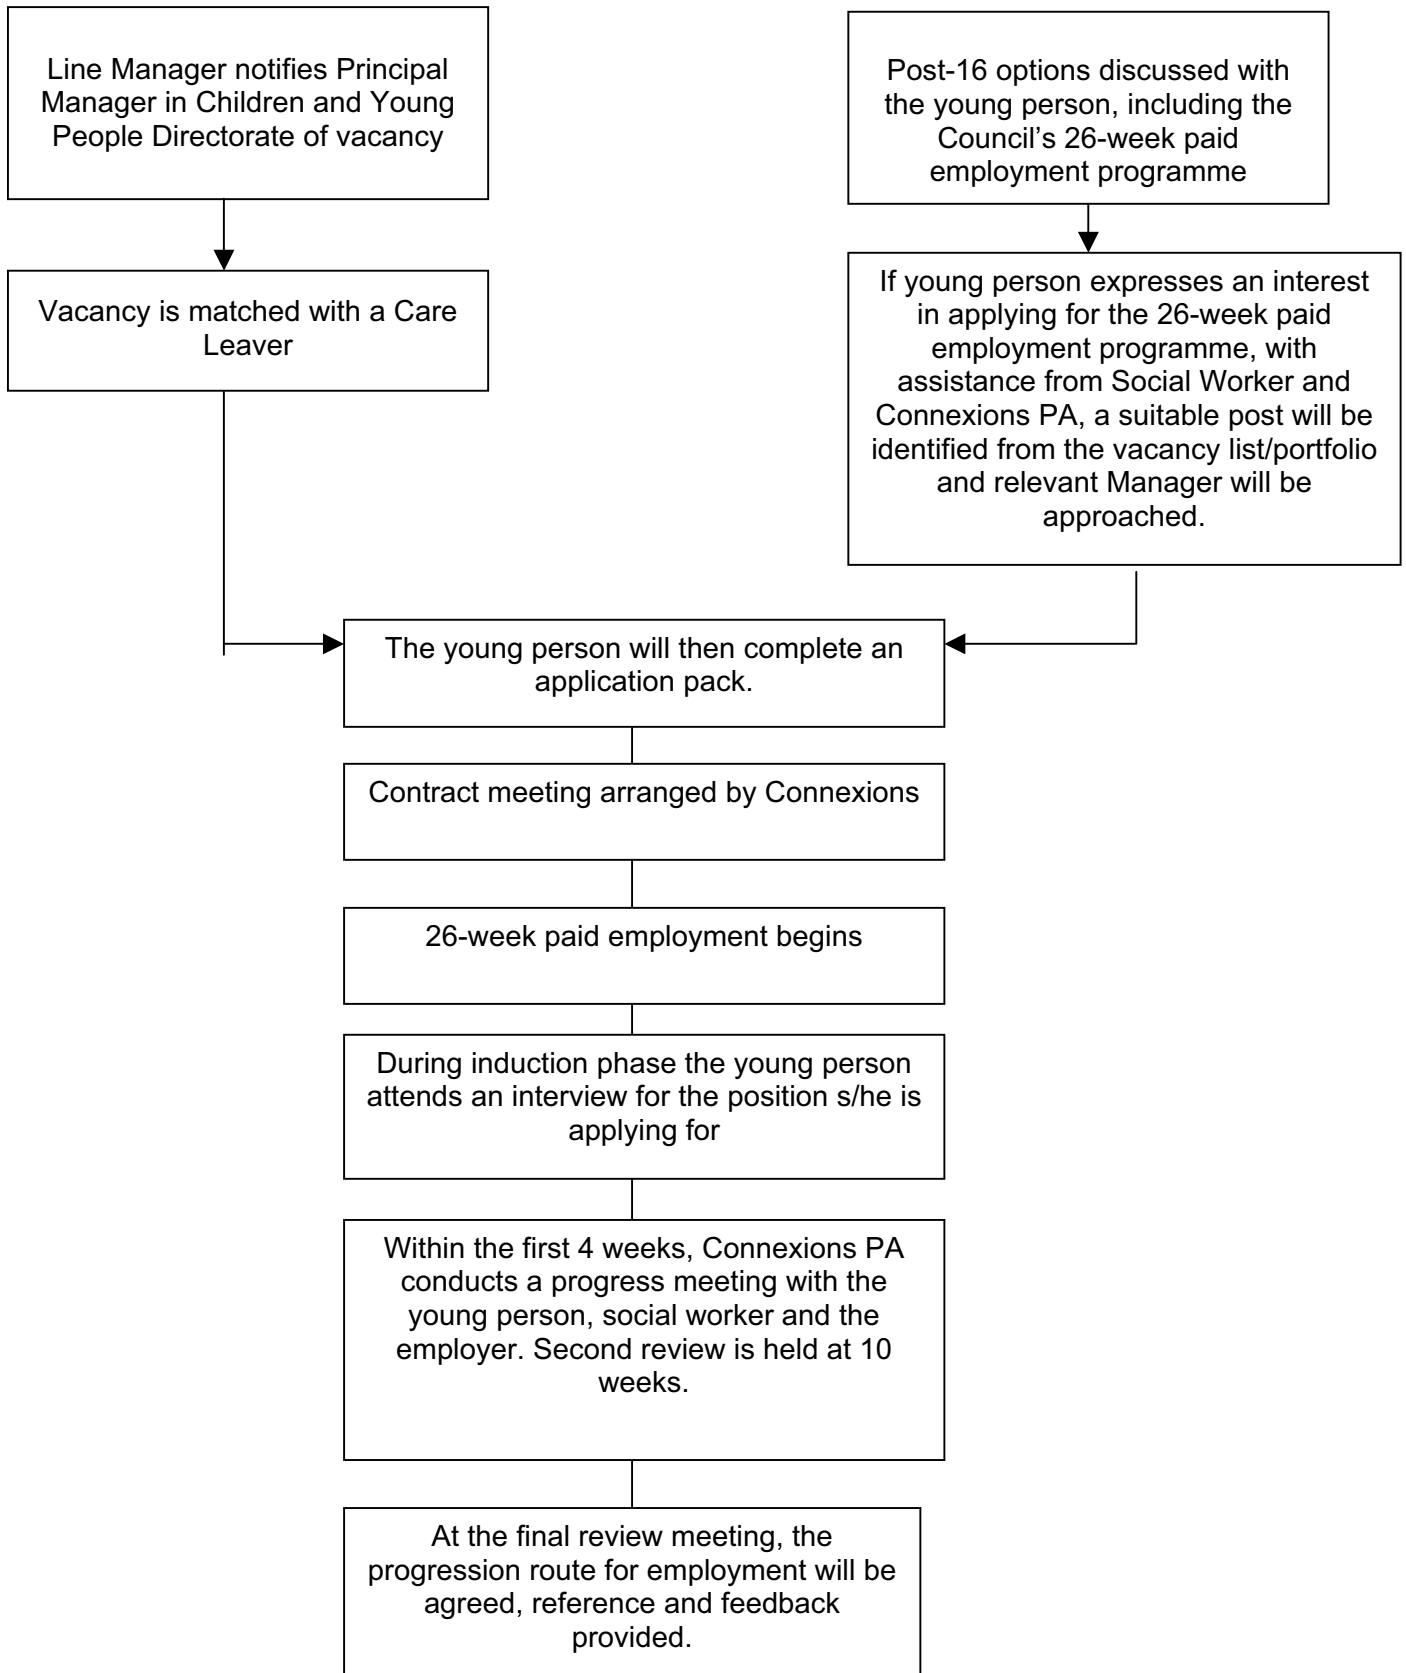 Line Manager notifies Principal
Manager in Children and Young
People Directorate of vacancy
Post-16 options discussed with
the young person, including the
Council’s 26-week paid
employment programme
Vacancy is matched with a Care
Leaver
If young person expresses an interest
in applying for the 26-week paid
employment programme, with
assistance from Social Worker and
Connexions PA, a suitable post will be
identified from the vacancy list/portfolio
and relevant Manager will be
approached.
The young person will then complete an
application pack.
Contract meeting arranged by Connexions
26-week paid employment begins
During induction phase the young person
attends an interview for the position s/he is
applying for
Within the first 4 weeks, Connexions PA
conducts a progress meeting with the
young person, social worker and the
employer. Second review is held at 10
weeks.
At the final review meeting, the
progression route for employment will be
agreed, reference and feedback
provided.